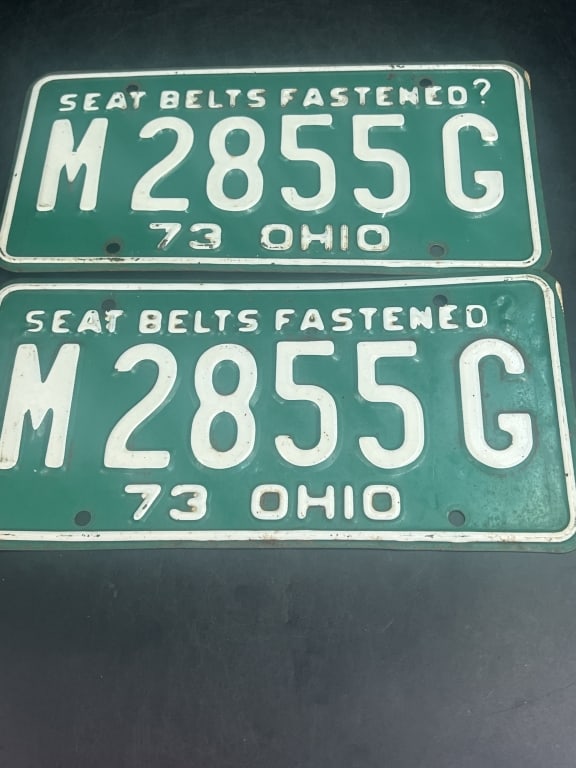 SEAT BELTS FASTENED?
M 2855 G
73 OHIO
SEAT BELTS FASTENED
M 2855 G
73 OHIO